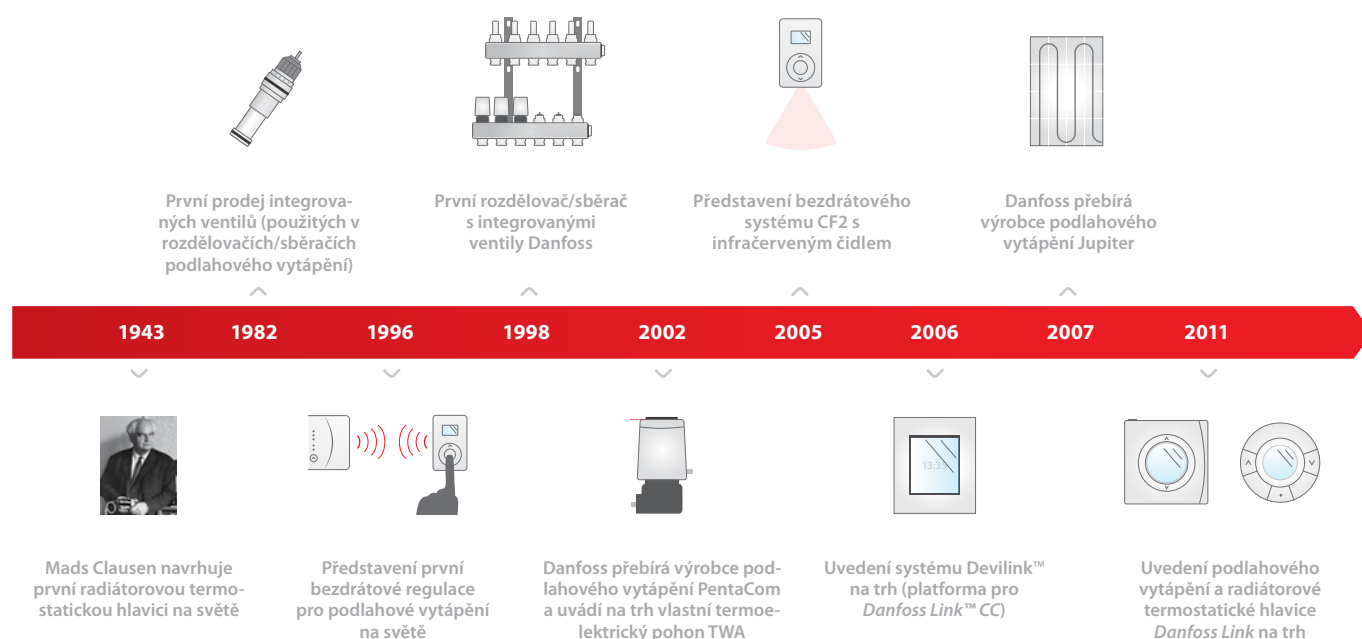 První prodej integrova-
ných ventilů (použitých v
rozdělovačích/sběračích
podlahového vytápění)
První rozdělovač/sběrač
s integrovanými
ventily Danfoss
Představení bezdrátového
systému CF2 s
infračerveným čidlem
Danfoss přebírá
výrobce podlahového
vytápění Jupiter
1943 1982 1996 1998 2002 2005 2006 2007 2011
13:35
Mads Clausen navrhuje
první radiátorovou termo-
statickou hlavici na světě
Představení první
bezdrátové regulace
pro podlahové vytápění
na světě
Danfoss přebírá výrobce pod-
lahového vytápění PentaCom
a uvádí na trh vlastní termoe-
lektrický pohon TWA
Uvedení systému Devilink™
na trh (platforma pro
Danfoss Link™ CC)
Uvedení podlahového
vytápění a radiátorové
termostatické hlavice
Danfoss Link na trh